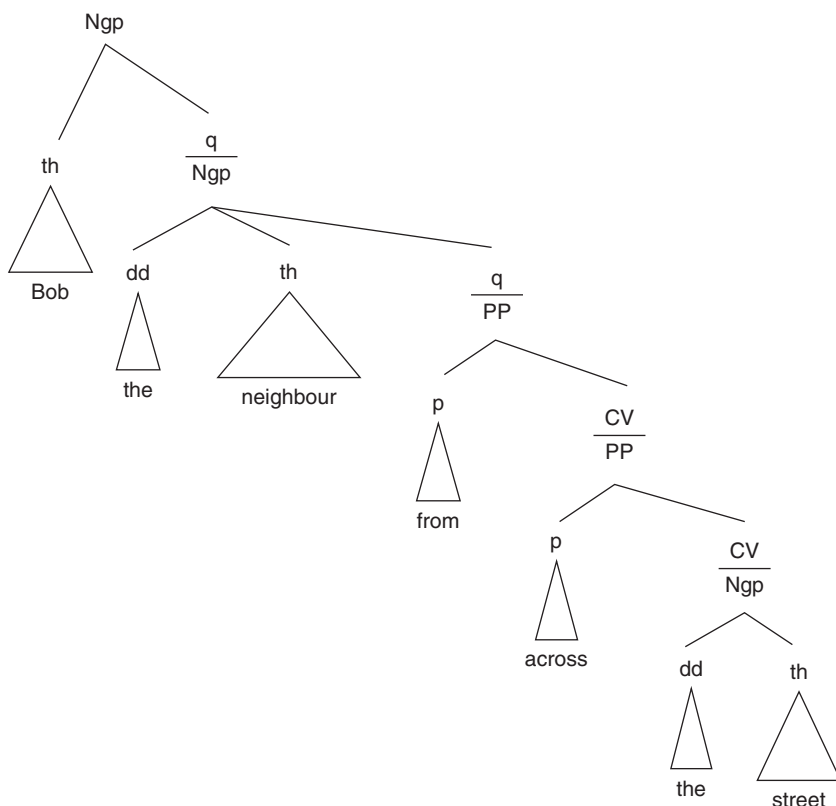 Ngp
q
th
Ngp
Bob
dd
th
q
PP
the
neighbour
p
CV
PP
from
p
CV
Ngp
across
dd
th
the
street